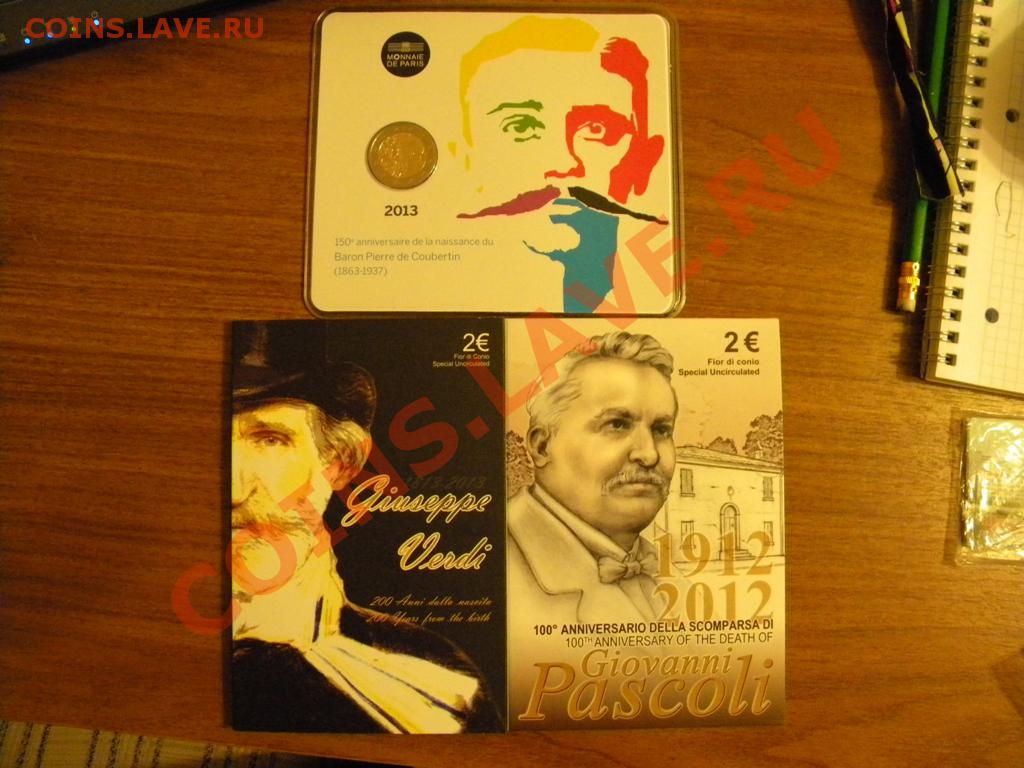 COINS.LAVE.RU
MONNAIE
DE PARIS
2013
150e anniversaire de la naissance du
Baron Pierre de Coubertin
(1863-1937)
2€
Fior di Conio
Special Uncirculated
1813-2013
Giuseppe
Verdi
200 Anni dalla nascita
200 Years from the birth
2€
Fior di conio
Special Uncirculated
1912
2012
100° ANNIVERSARIO DELLA SCOMPARSA DI
100TH ANNIVERSARY OF THE DEATH OF
Giovanni
Pascoli
COINS.LAVE.RU